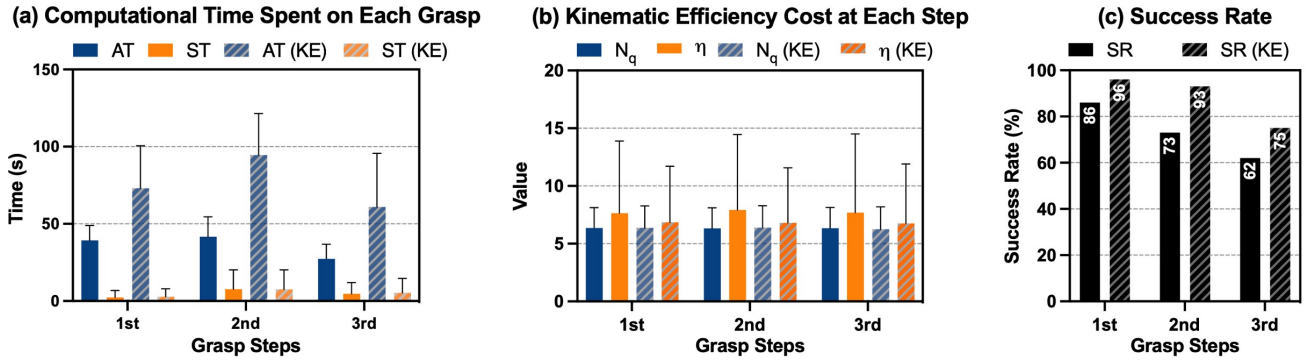 (a) Computational Time Spent on Each Grasp
AT ST AT (KE) ST (KE)
150
100
50
0
Time (s)
1st 2nd 3rd
Grasp Steps
(b) Kinematic Efficiency Cost at Each Step
Nq η Nq (KE) η (KE)
20
15
10
5
0
Value
1st 2nd 3rd
Grasp Steps
(c) Success Rate
SR SR (KE)
100
80
60
40
20
0
Success Rate (%)
86 96 73 93 62 75
1st 2nd 3rd
Grasp Steps